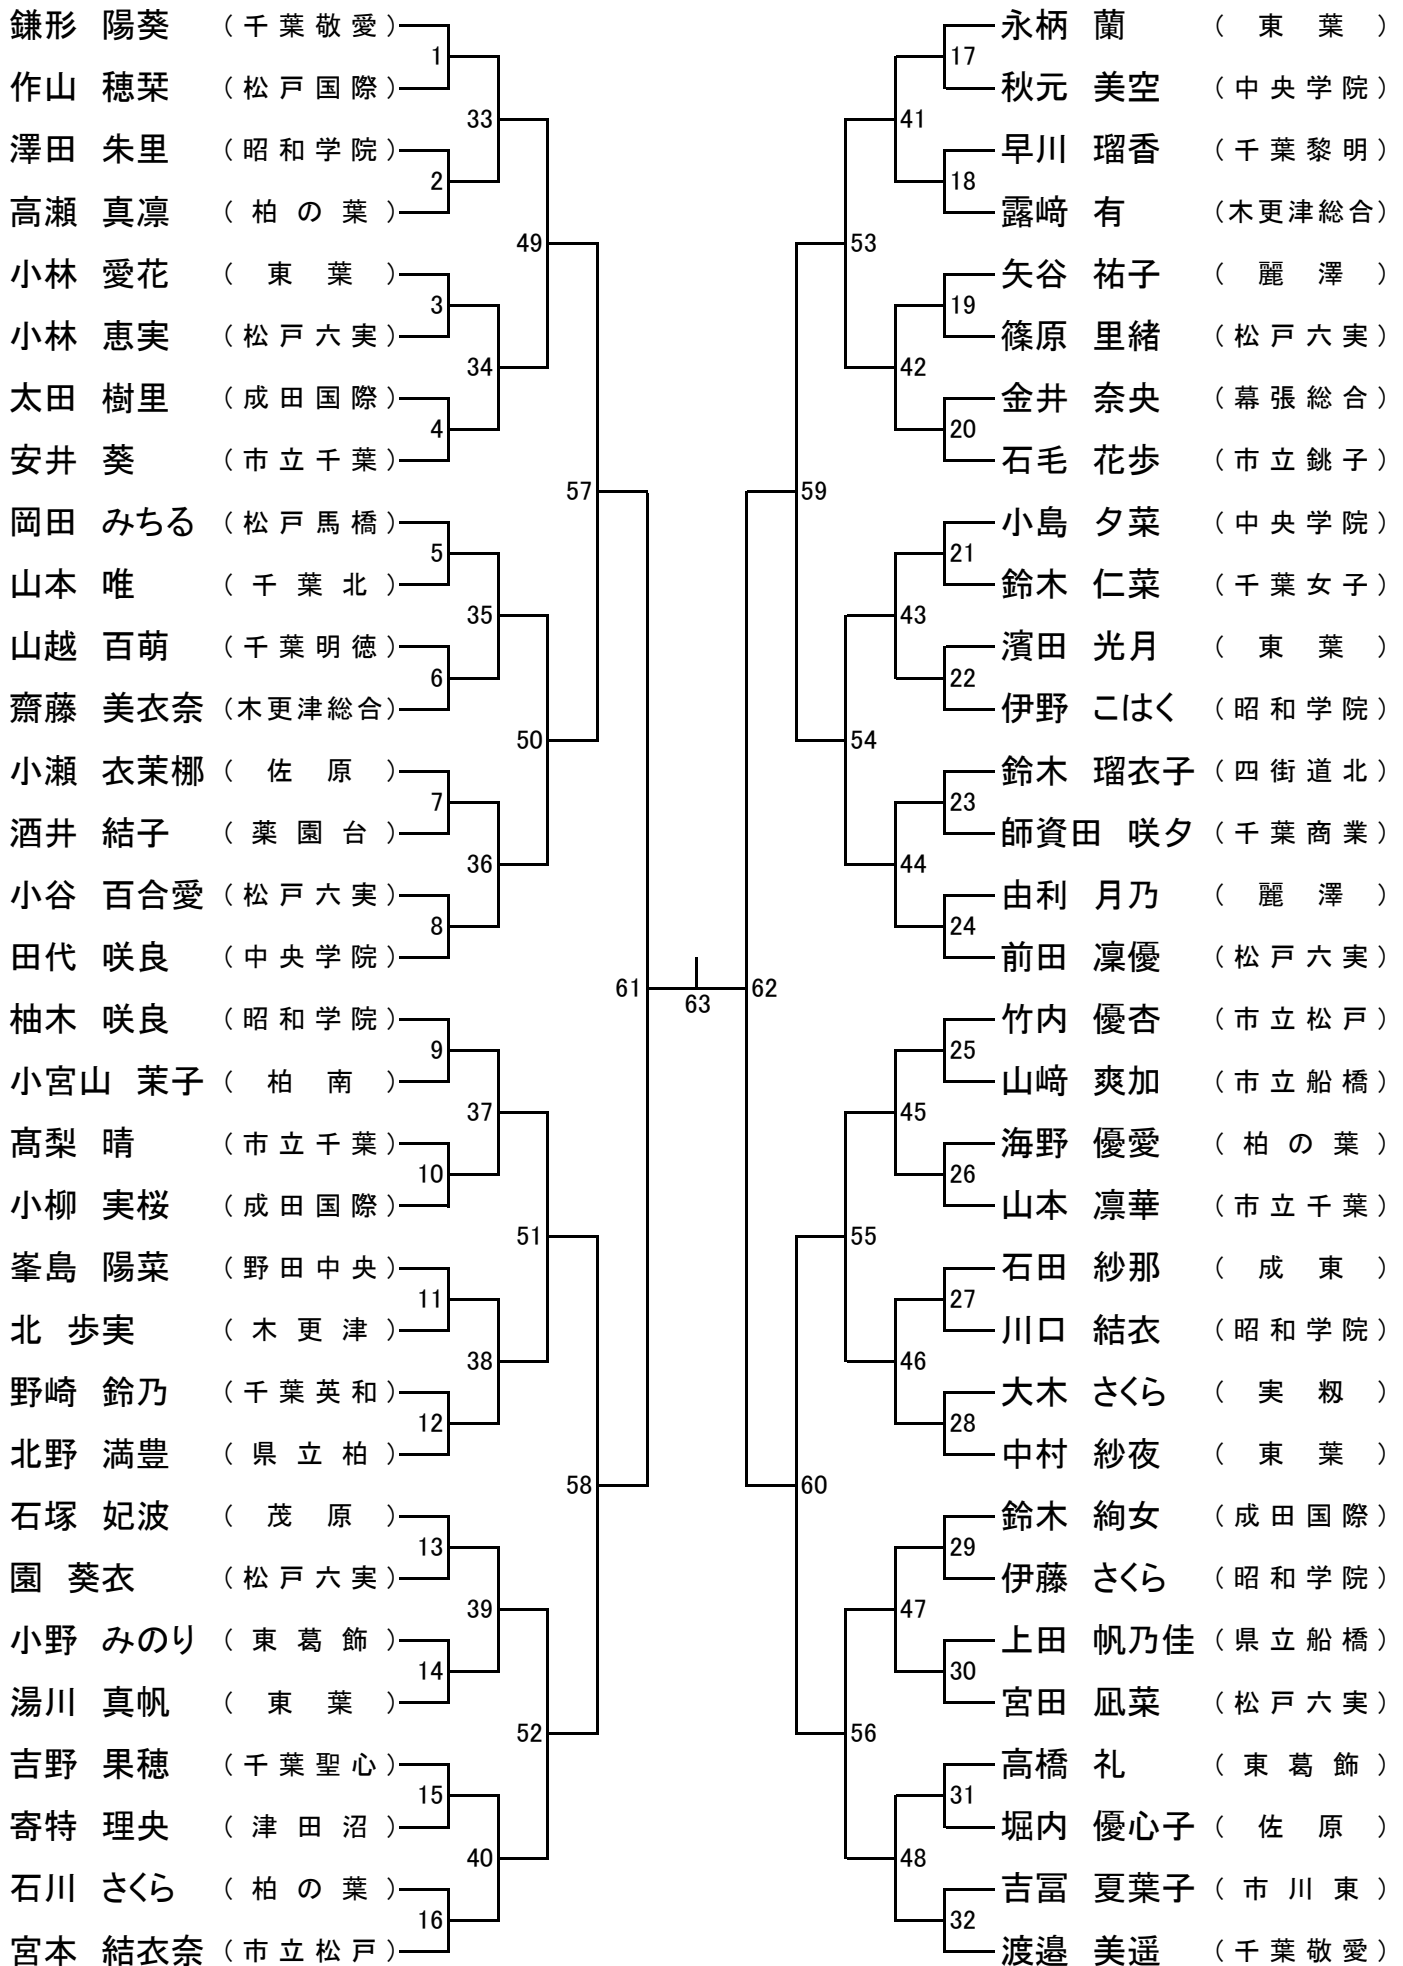 鎌形 陽葵 (千葉敬愛)
1
作山 穂栞 (松戸国際)
33
澤田 朱里 (昭和学院)
2
高瀬 真凛 (柏の葉)
49
小林 愛花 (東葉)
3
小林 恵実 (松戸六実)
34
太田 樹里 (成田国際)
4
安井 葵 (市立千葉)
57
岡田 みちる (松戸馬橋)
5
山本 唯 (千葉北)
35
山越 百萌 (千葉明徳)
6
齋藤 美衣奈 (木更津総合)
50
小瀬 衣茉梛 (佐原)
7
酒井 結子 (薬園台)
36
小谷 百合愛 (松戸六実)
8
田代 咲良 (中央学院)
61
柚木 咲良 (昭和学院)
9
小宮山 茉子 (柏南)
37
髙梨 晴 (市立千葉)
10
小柳 実桜 (成田国際)
51
峯島 陽菜 (野田中央)
11
北 歩実 (木更津)
38
野崎 鈴乃 (千葉英和)
12
北野 満豊 (県立柏)
58
石塚 妃波 (茂原)
13
園 葵衣 (松戸六実)
39
小野 みのり (東葛飾)
14
湯川 真帆 (東葉)
52
吉野 果穂 (千葉聖心)
15
寄特 理央 (津田沼)
40
石川 さくら (柏の葉)
16
宮本 結衣奈 (市立松戸)
63
永柄 蘭 (東葉)
17
秋元 美空 (中央学院)
41
早川 瑠香 (千葉黎明)
18
露﨑 有 (木更津総合)
53
矢谷 祐子 (麗澤)
19
篠原 里緒 (松戸六実)
42
金井 奈央 (幕張総合)
20
石毛 花歩 (市立銚子)
59
小島 夕菜 (中央学院)
21
鈴木 仁菜 (千葉女子)
43
濱田 光月 (東葉)
22
伊野 こはく (昭和学院)
54
鈴木 瑠衣子 (四街道北)
23
師資田 咲夕 (千葉商業)
44
由利 月乃 (麗澤)
24
前田 凜優 (松戸六実)
62
竹内 優杏 (市立松戸)
25
山﨑 爽加 (市立船橋)
45
海野 優愛 (柏の葉)
26
山本 凛華 (市立千葉)
55
石田 紗那 (成東)
27
川口 結衣 (昭和学院)
46
大木 さくら (実籾)
28
中村 紗夜 (東葉)
60
鈴木 絢女 (成田国際)
29
伊藤 さくら (昭和学院)
47
上田 帆乃佳 (県立船橋)
30
宮田 凪菜 (松戸六実)
56
高橋 礼 (東葛飾)
31
堀内 優心子 (佐原)
48
吉冨 夏葉子 (市川東)
32
渡邉 美遥 (千葉敬愛)